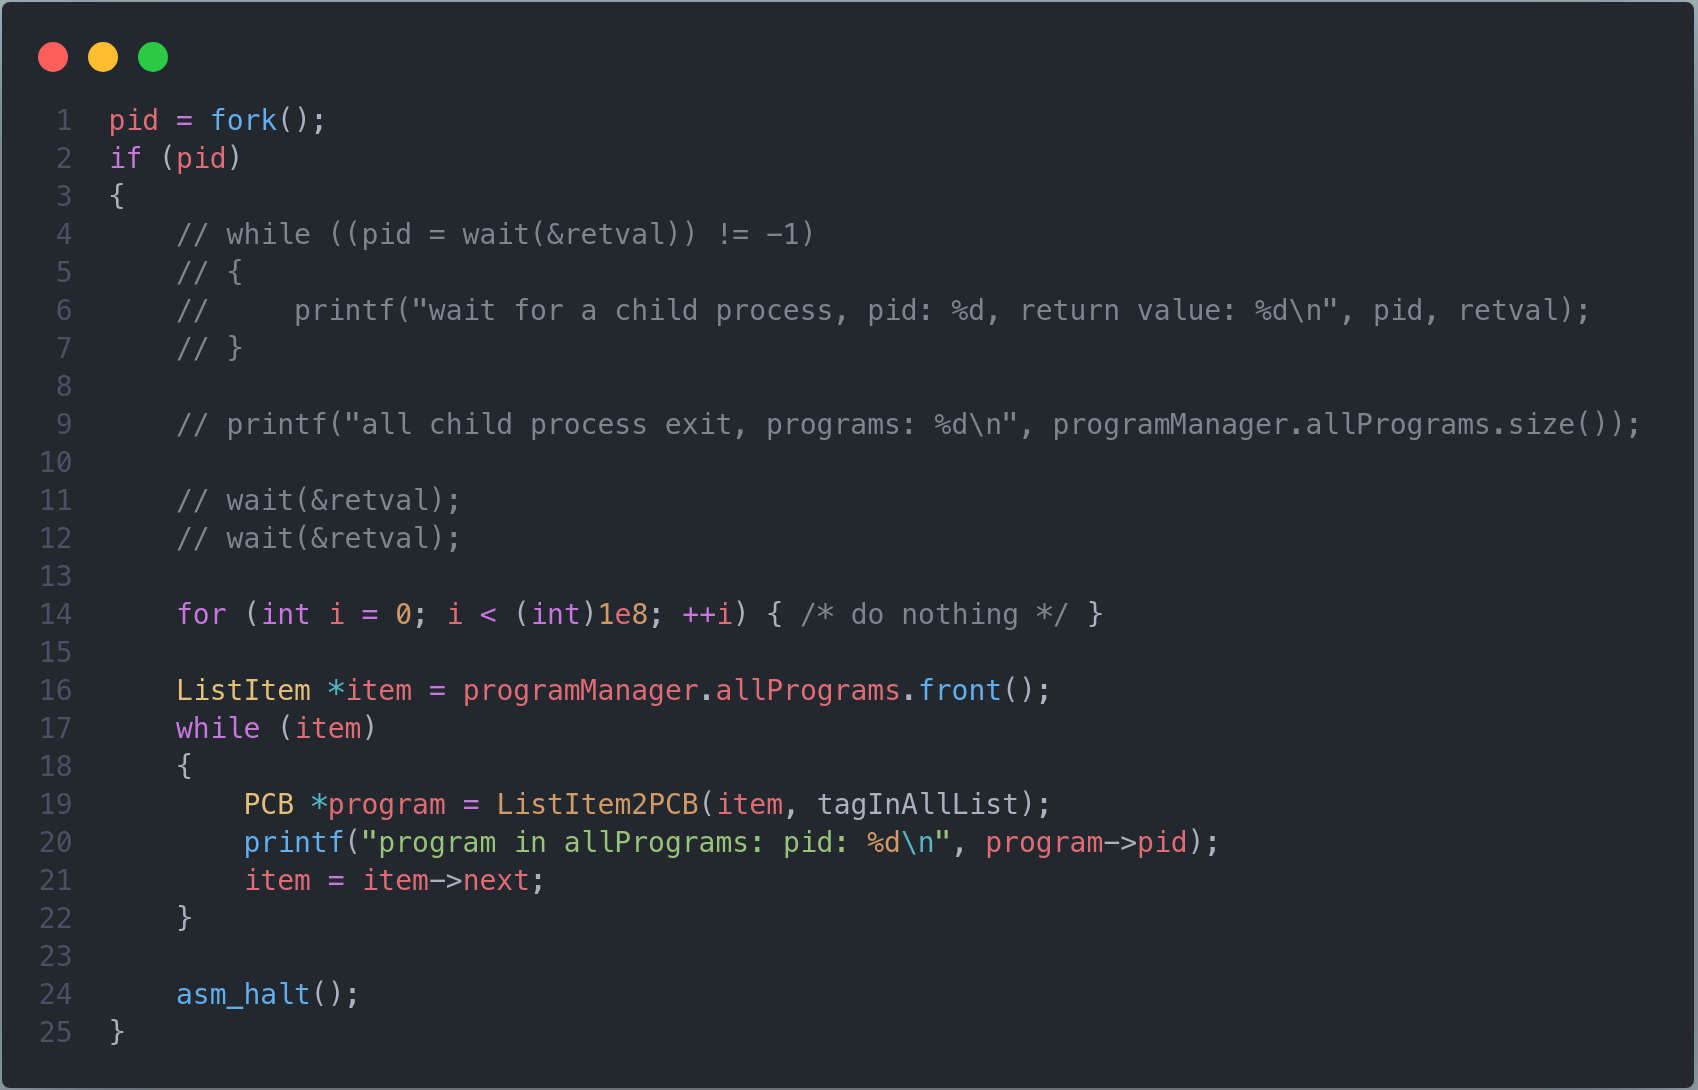 1 pid = fork();
2 if (pid)
3 {
4     // while ((pid = wait(&retval)) != -1)
5     // {
6     //     printf("wait for a child process, pid: %d, return value: %d\n", pid, retval);
7     // }
8
9     // printf("all child process exit, programs: %d\n", programManager.allPrograms.size());
10
11     // wait(&retval);
12     // wait(&retval);
13
14     for (int i = 0; i < (int)1e8; ++i) { /* do nothing */ }
15
16     ListItem *item = programManager.allPrograms.front();
17     while (item)
18     {
19         PCB *program = ListItem2PCB(item, tagInAllList);
20         printf("program in allPrograms: pid: %d\n", program->pid);
21         item = item->next;
22     }
23
24     asm_halt();
25 }